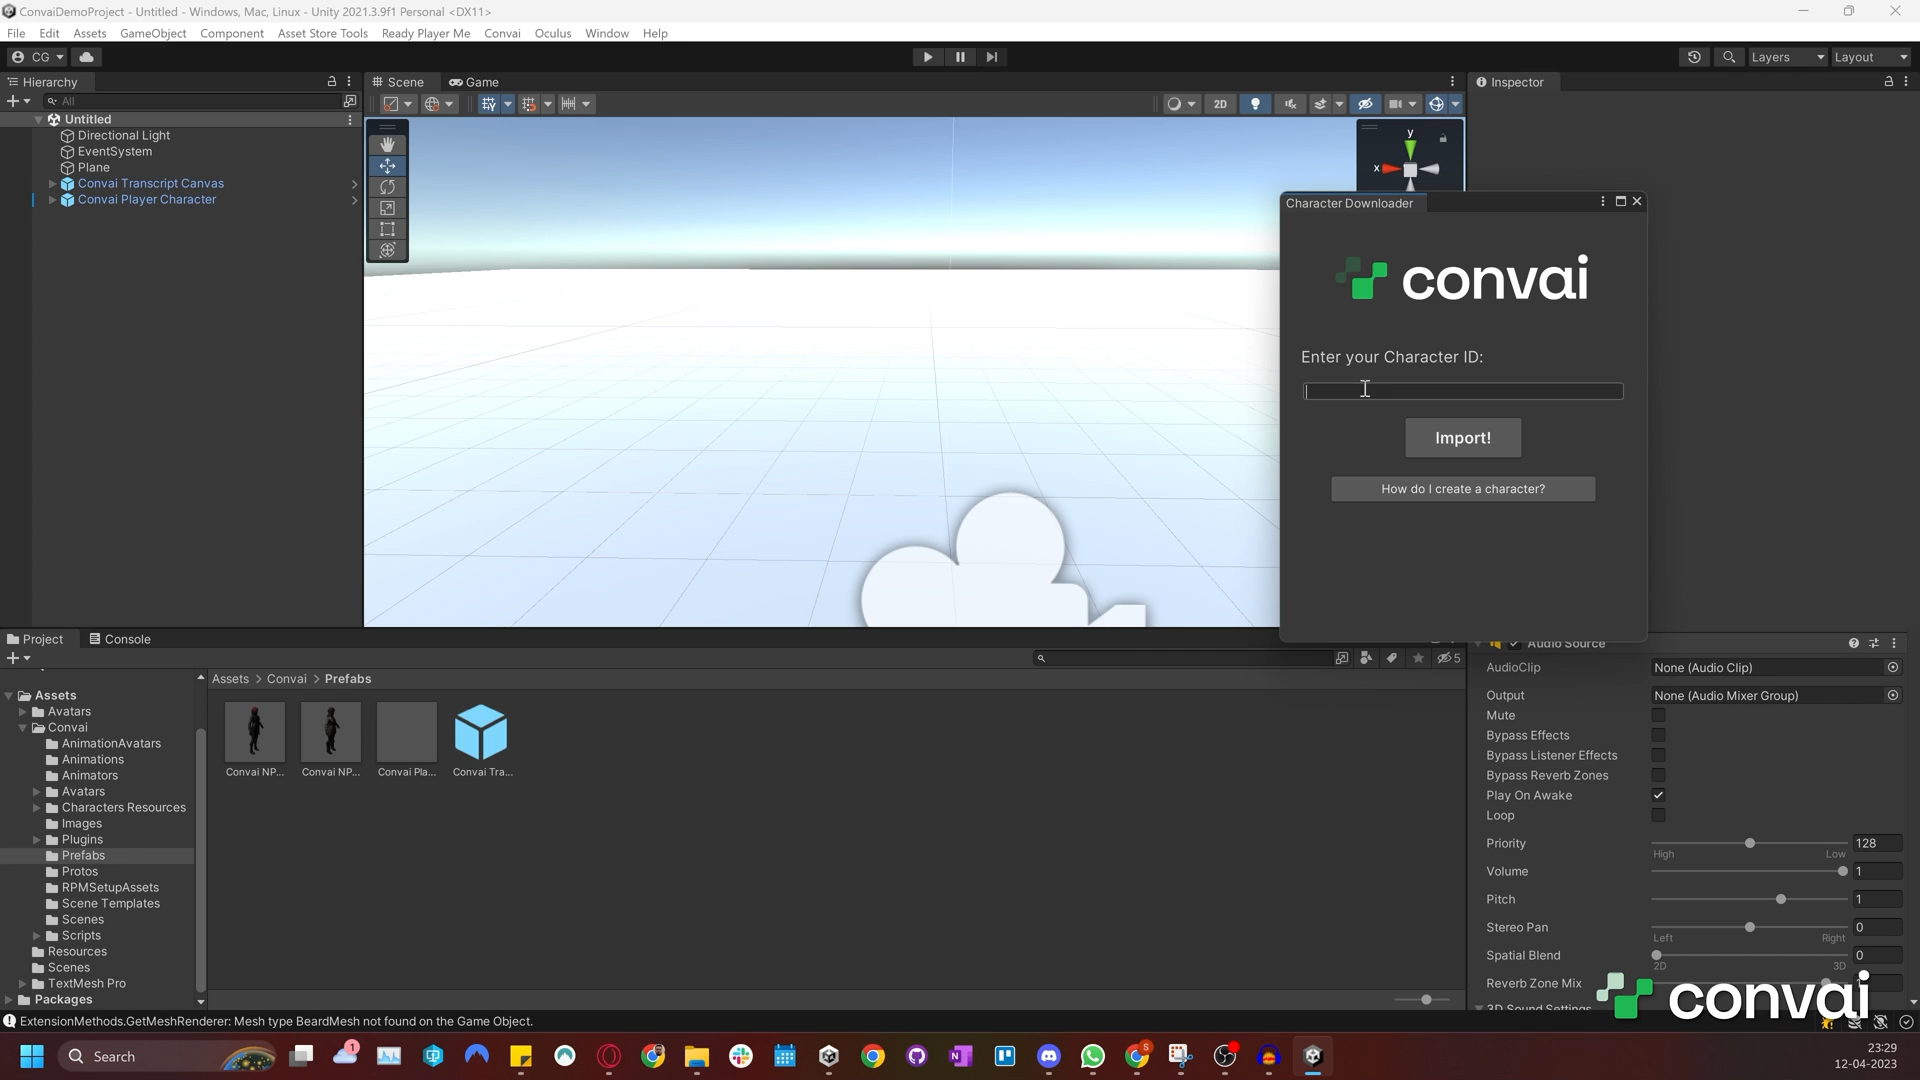 ConvaiDemoProject - Untitled - Windows, Mac, Linux - Unity 2021.3.9f1 Personal <DX11>
File Edit Assets GameObject Component Asset Store Tools Ready Player Me Convai Oculus Window Help
CG
Layers Layout
Hierarchy
Scene Game
Inspector
All
2D
Untitled
Directional Light
EventSystem
Plane
Convai Transcript Canvas
Convai Player Character
y
x
Character Downloader
convai
Enter your Character ID:
Import!
How do I create a character?
Project Console
5
Assets > Convai > Prefabs
Assets
Avatars
Convai
AnimationAvatars
Animations
Animators
Avatars
Characters Resources
Images
Plugins
Prefabs
Protos
RPMSetupAssets
Scene Templates
Scenes
Scripts
Resources
Scenes
TextMesh Pro
Packages
Convai NP...
Convai NP...
Convai Pla...
Convai Tra...
Audio Source
AudioClip None (Audio Clip)
Output None (Audio Mixer Group)
Mute
Bypass Effects
Bypass Listener Effects
Bypass Reverb Zones
Play On Awake
Loop
Priority 128
High Low
Volume 1
Pitch 1
Stereo Pan 0
Left Right
Spatial Blend 0
2D 3D
Reverb Zone Mix
3D Sound Settings
convai
ExtensionMethods.GetMeshRenderer: Mesh type BeardMesh not found on the Game Object.
Search
1
S
23:29
12-04-2023